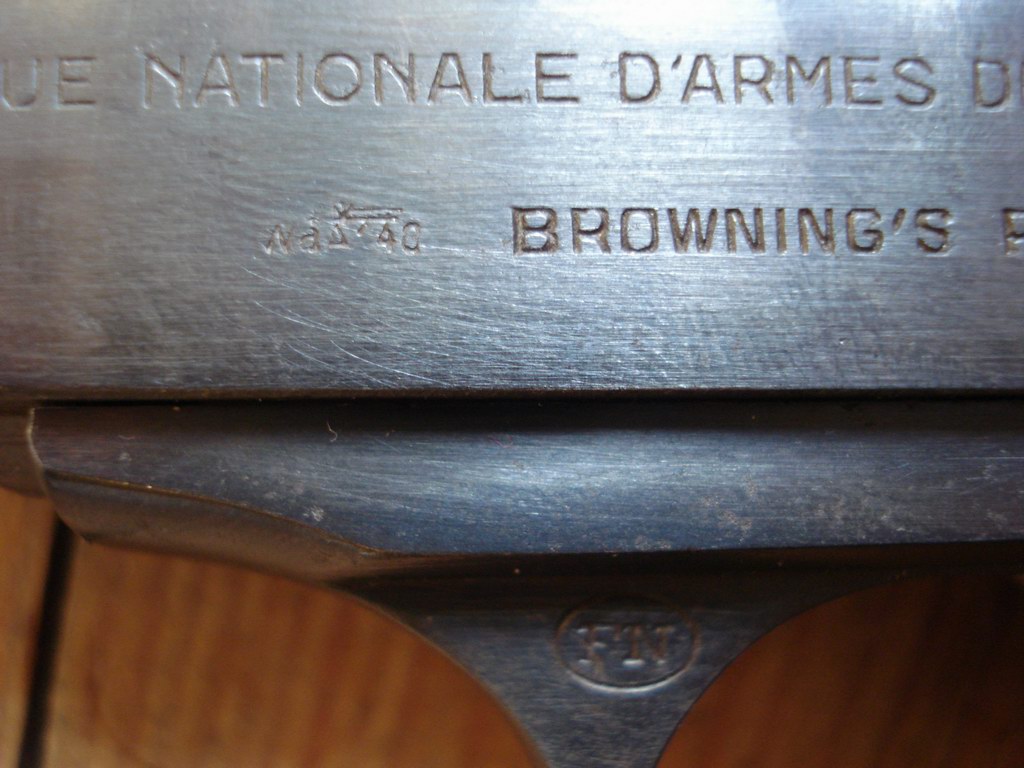 UE NATIONALE D'ARMES D
BROWNING'S
FN